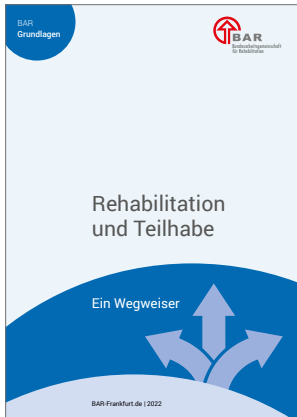 BAR
Grundlagen
BAR
Bundesarbeitsgemeinschaft
für Rehabilitation
Rehabilitation
und Teilhabe
Ein Wegweiser
BAR-Frankfurt.de | 2022